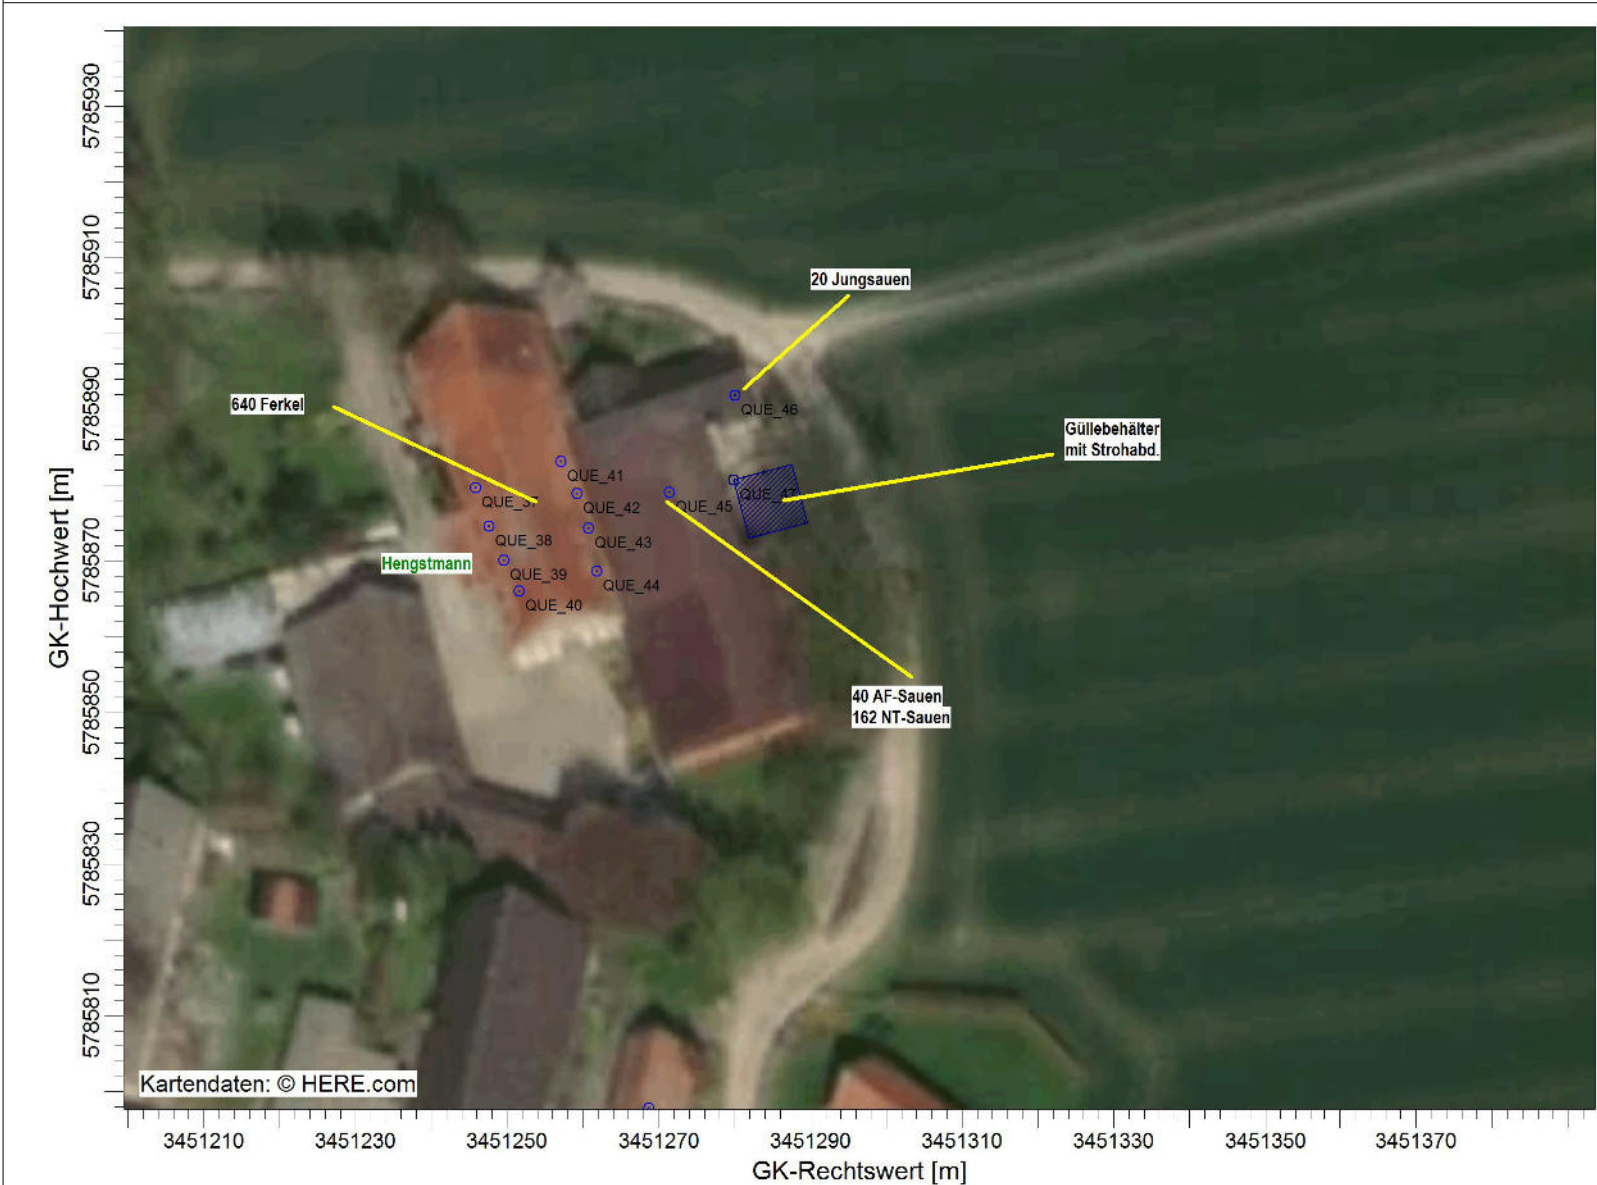 5785930
5785910
5785890
5785870
5785850
5785830
5785810
GK-Hochwert [m]
20 Jungsauen
640 Ferkel
QUE_46
Güllebehälter
mit Strohabd.
QUE_41
QUE_37
QUE_42
QUE_45
QUE_47
QUE_38
QUE_43
Hengstmann
QUE_39
QUE_44
QUE_40
40 AF-Sauen
162 NT-Sauen
Kartendaten: © HERE.com
3451210
3451230
3451250
3451270
3451290
3451310
3451330
3451350
3451370
GK-Rechtswert [m]